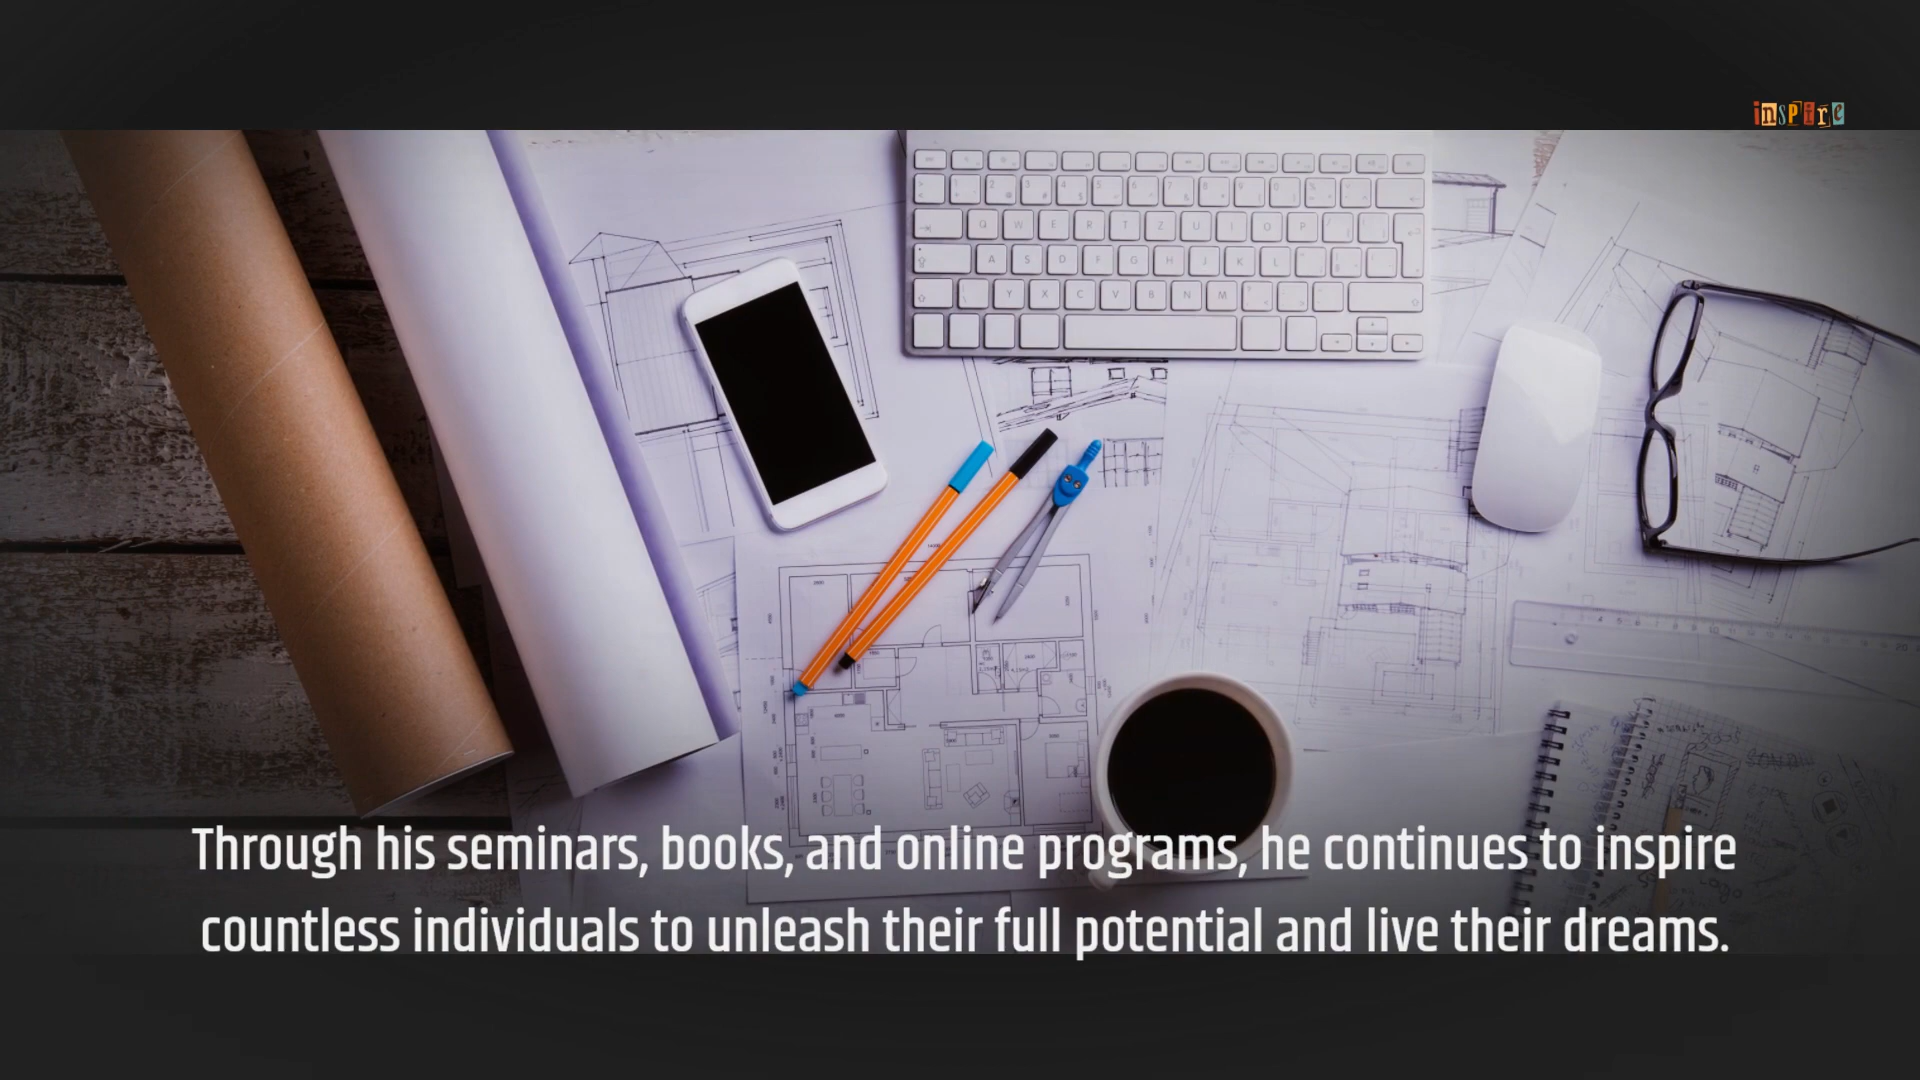 inspire
Through his seminars, books, and online programs, he continues to inspire
countless individuals to unleash their full potential and live their dreams.